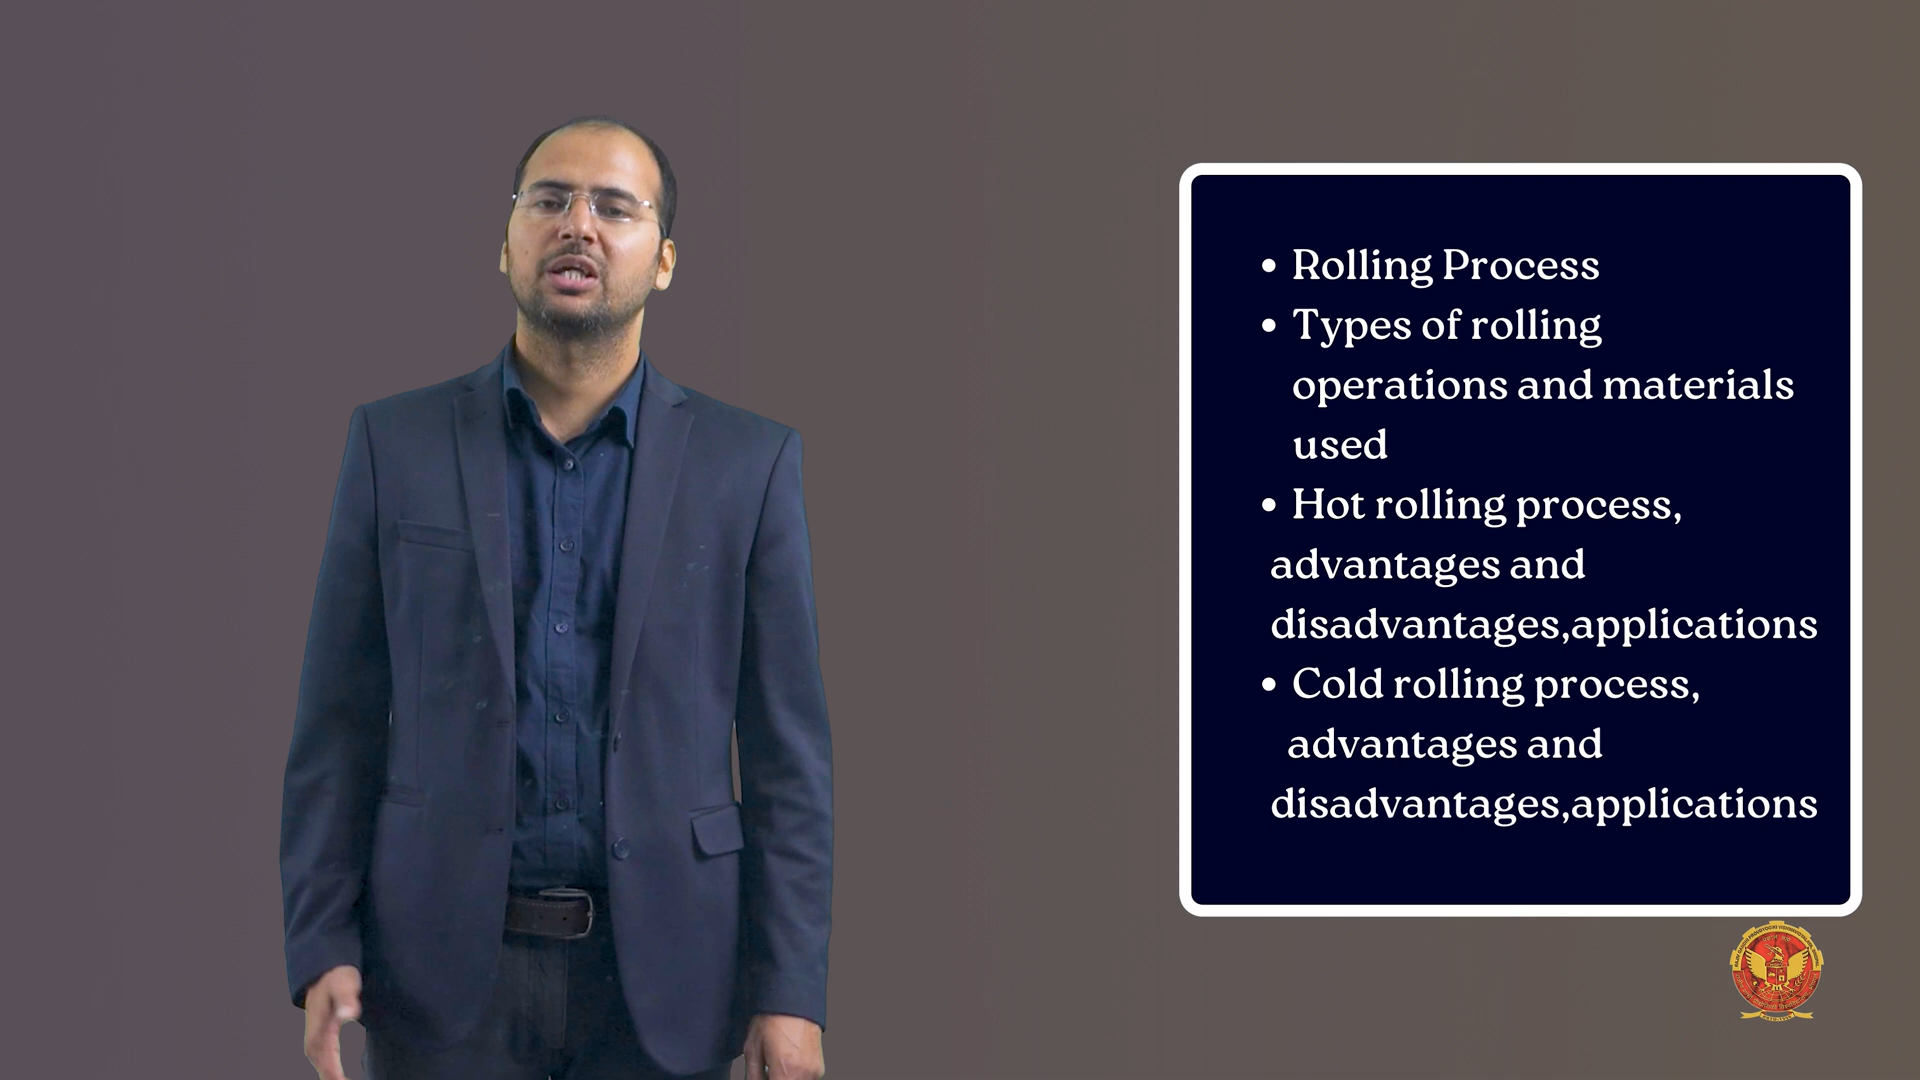 • Rolling Process
• Types of rolling
operations and materials
used
• Hot rolling process,
advantages and
disadvantages,applications
• Cold rolling process,
advantages and
disadvantages,applications